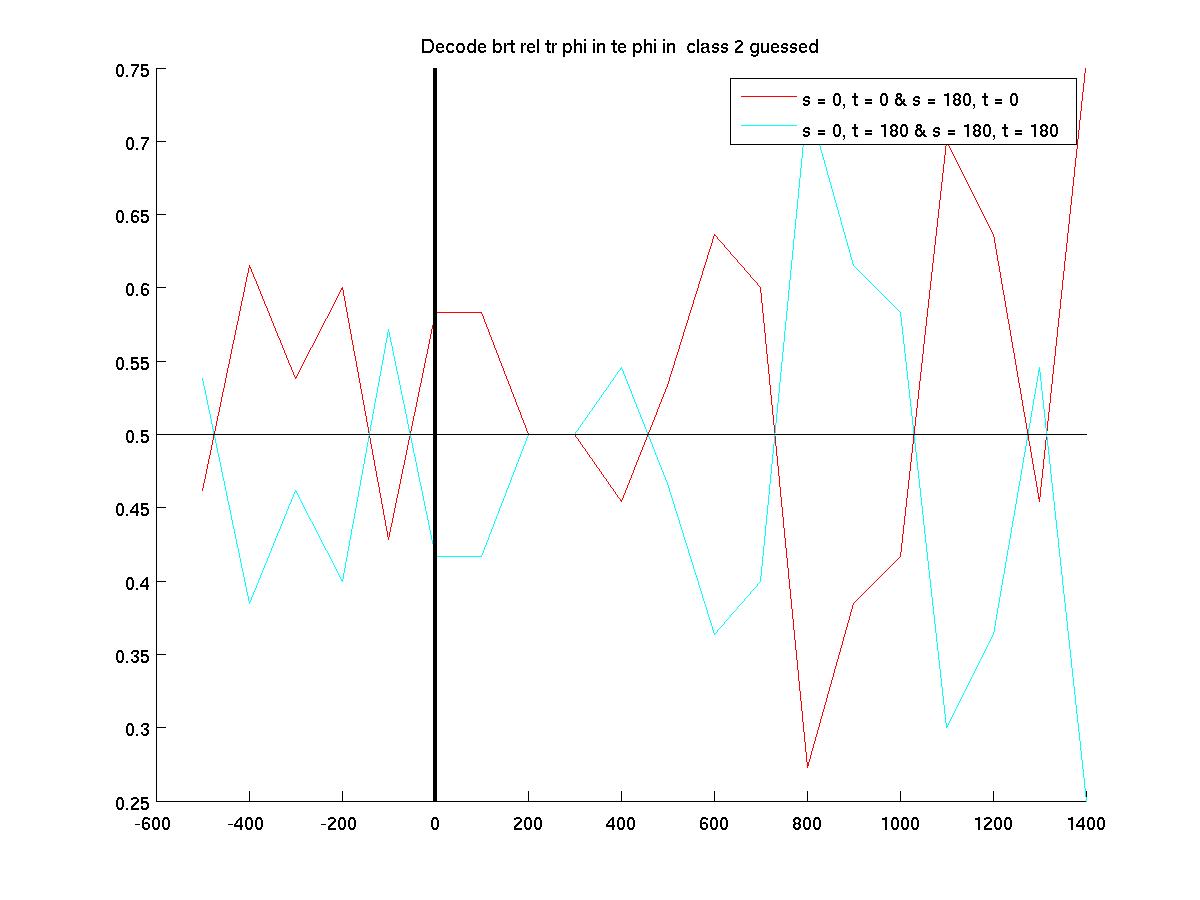 Decode brt rel tr phi in te phi in  class 2 guessed
0.75
s = 0, t = 0 & s = 180, t = 0
s = 0, t = 180 & s = 180, t = 180
0.7
0.65
0.6
0.55
0.5
0.45
0.4
0.35
0.3
0.25
-600 -400 -200 0 200 400 600 800 1000 1200 1400